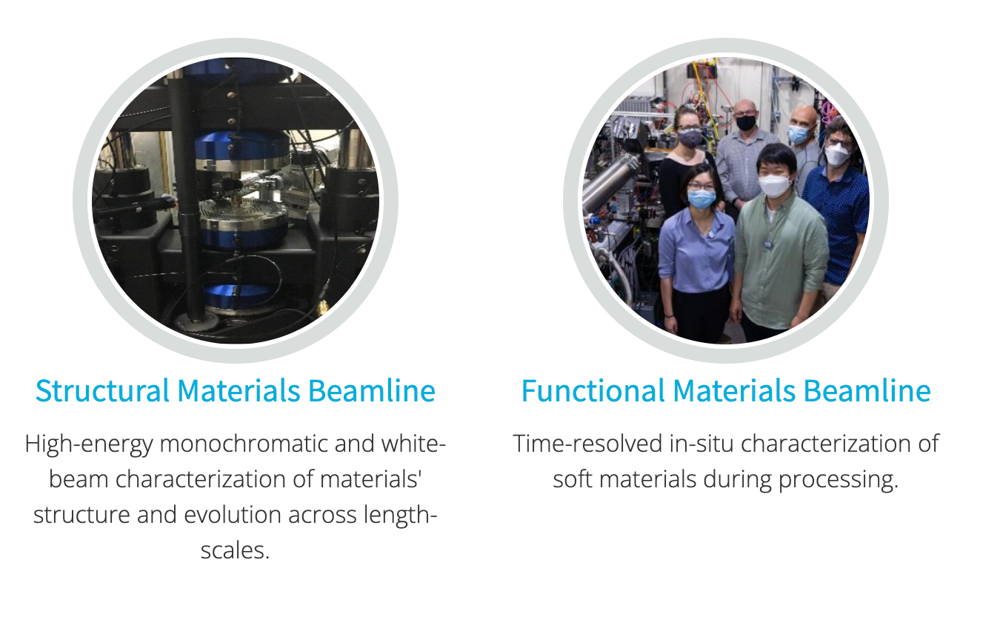 Structural Materials Beamline
High-energy monochromatic and white-
beam characterization of materials'
structure and evolution across length-
scales.
Functional Materials Beamline
Time-resolved in-situ characterization of
soft materials during processing.